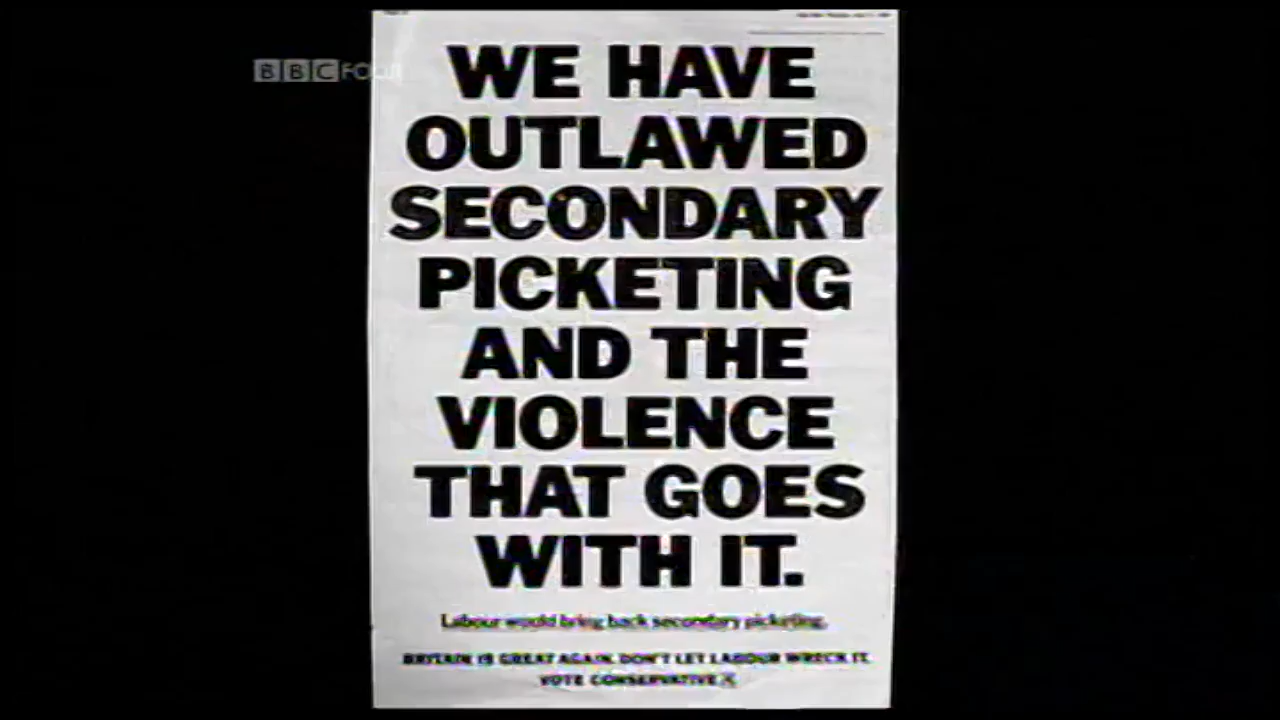 BBC FOUR
WE HAVE
OUTLAWED
SECONDARY
PICKETING
AND THE
VIOLENCE
THAT GOES
WITH IT.
Labour would bring back secondary picketing.
BRITAIN IS GREAT AGAIN. DON'T LET LABOUR WRECK IT.
VOTE CONSERVATIVE X